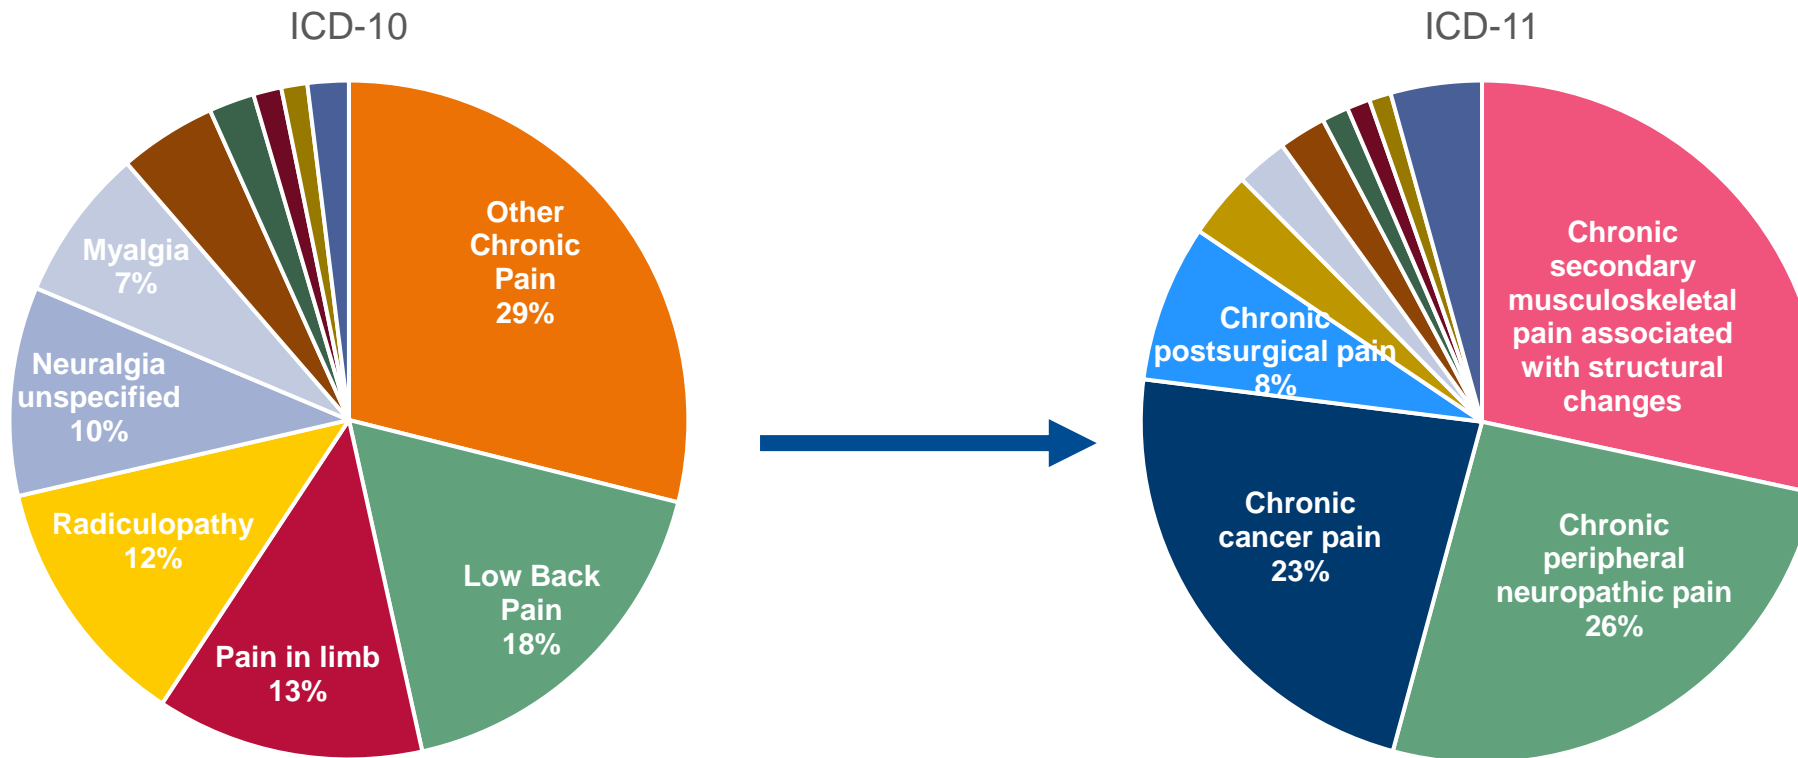 ICD-10
Other
Chronic
Pain
29%
Low Back
Pain
18%
Pain in limb
13%
Radiculopathy
12%
Neuralgia
unspecified
10%
Myalgia
7%
ICD-11
Chronic
secondary
musculoskeletal
pain associated
with structural
changes
Chronic
peripheral
neuropathic pain
26%
Chronic
cancer pain
23%
Chronic
postsurgical pain
8%